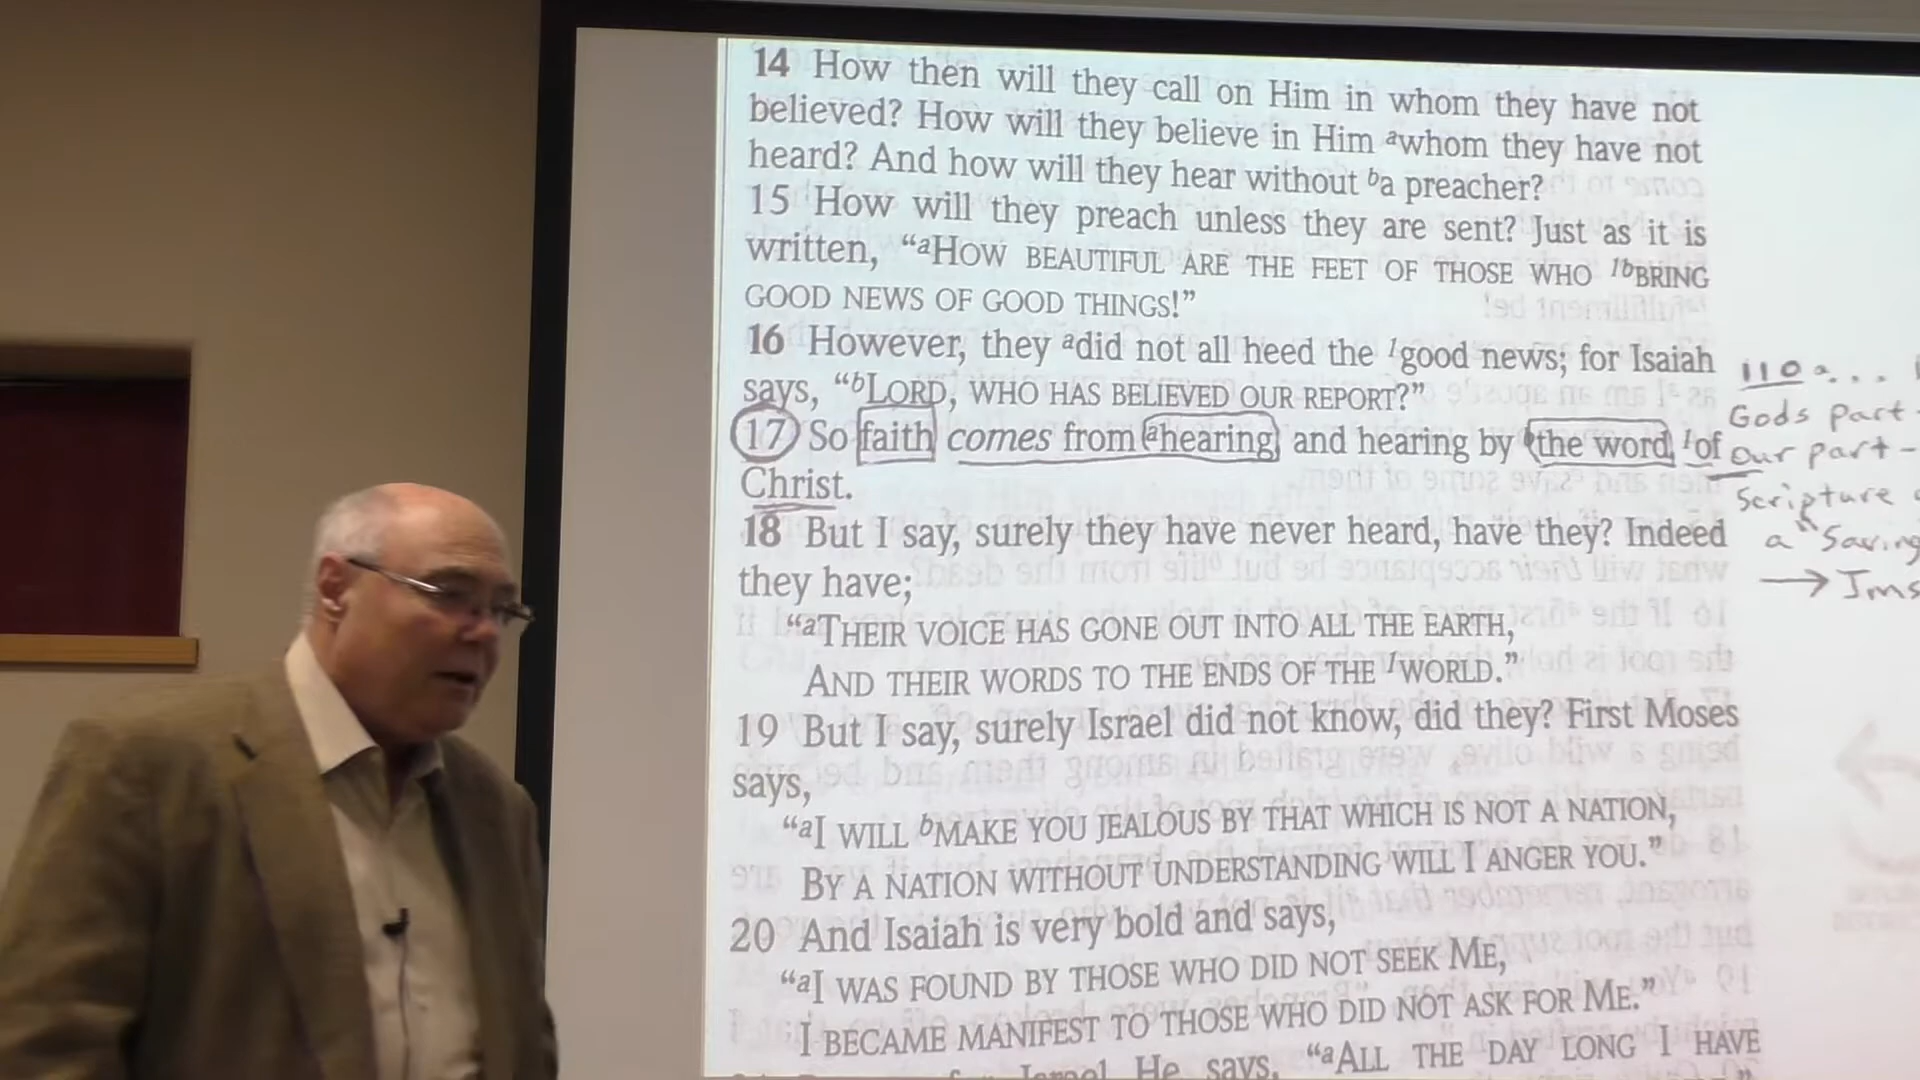 14 How then will they call on Him in whom they have not
believed? How will they believe in Him ᵃwhom they have not
heard? And how will they hear without ᵇa preacher?
15 How will they preach unless they are sent? Just as it is
written, “ᵃHOW BEAUTIFUL ARE THE FEET OF THOSE WHO ¹ᵇBRING
GOOD NEWS OF GOOD THINGS!”
16 However, they ᵃdid not all heed the ¹good news; for Isaiah
says, “ᵇLORD, WHO HAS BELIEVED OUR REPORT?”
17 So faith comes from ᵃhearing, and hearing by ᵇthe word ¹of
Christ.
18 But I say, surely they have never heard, have they? Indeed
they have;
“ᵃTHEIR VOICE HAS GONE OUT INTO ALL THE EARTH,
AND THEIR WORDS TO THE ENDS OF THE ¹WORLD.”
19 But I say, surely Israel did not know, did they? First Moses
says,
“ᵃI WILL ᵇMAKE YOU JEALOUS BY THAT WHICH IS NOT A NATION,
BY A NATION WITHOUT UNDERSTANDING WILL I ANGER YOU.”
20 And Isaiah is very bold and says,
“ᵃI WAS FOUND BY THOSE WHO DID NOT SEEK ME,
I BECAME MANIFEST TO THOSE WHO DID NOT ASK FOR ME.”
Israel He says, “ᵃALL THE DAY LONG I HAVE
Gods part -
our part -
Scripture
a "Saving
→